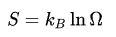 S = k_B ln Ω